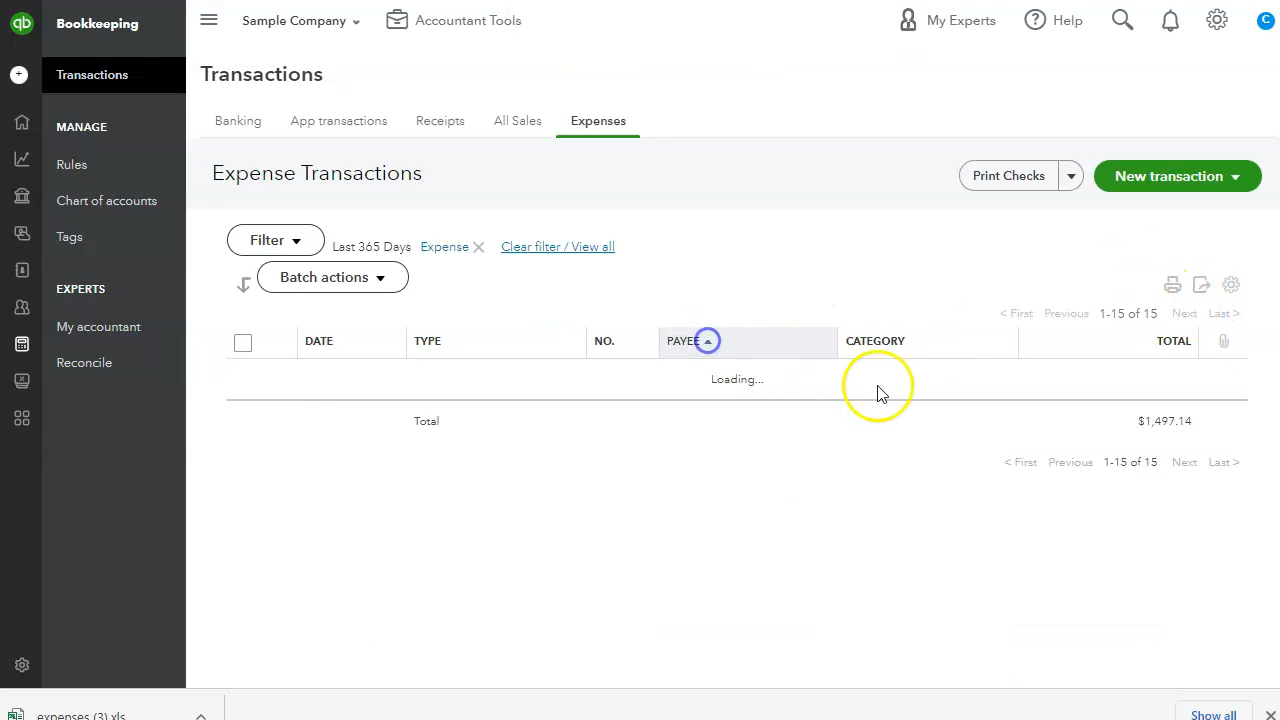 qb Bookkeeping Sample Company Accountant Tools My Experts Help C
Transactions
Transactions
Banking App transactions Receipts All Sales Expenses
MANAGE
Rules
Chart of accounts
Tags
EXPERTS
My accountant
Reconcile
Expense Transactions Print Checks New transaction
Filter Last 365 Days Expense Clear filter / View all
Batch actions
< First Previous 1-15 of 15 Next Last >
DATE TYPE NO. PAYEE CATEGORY TOTAL
Loading...
Total $1,497.14
< First Previous 1-15 of 15 Next Last >
expenses (3).xls Show all